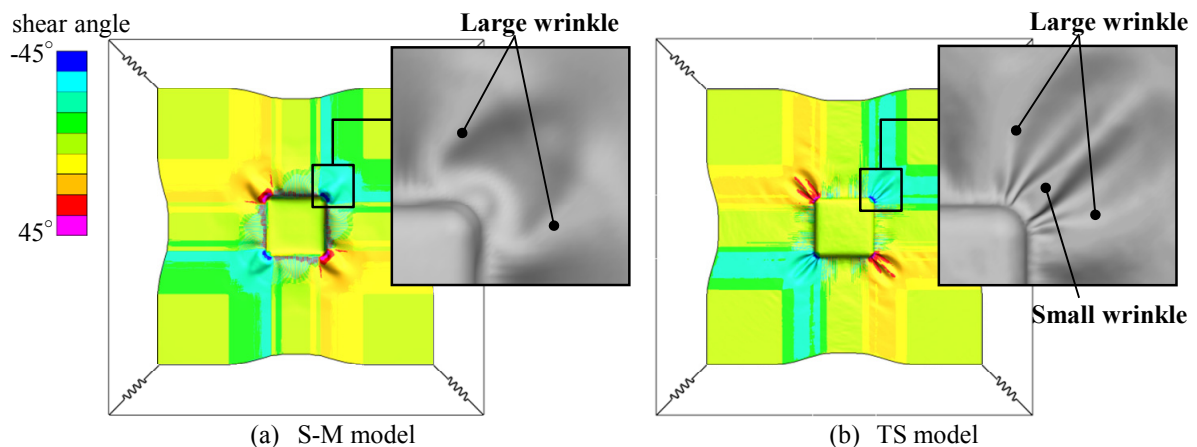 shear angle
-45°
45°
Large wrinkle
(a) S-M model
Large wrinkle
Small wrinkle
(b) TS model